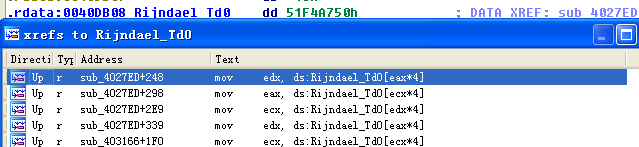 .rdata:0040DB08 Rijndael_Td0 dd 51F4A750h ; DATA XREF: sub_4027ED
xrefs to Rijndael_Td0
Directi Typ Address Text
Up r sub_4027ED+248 mov edx, ds:Rijndael_Td0[eax*4]
Up r sub_4027ED+298 mov eax, ds:Rijndael_Td0[ecx*4]
Up r sub_4027ED+2E9 mov ecx, ds:Rijndael_Td0[ecx*4]
Up r sub_4027ED+339 mov edx, ds:Rijndael_Td0[edx*4]
Up r sub_403166+1F0 mov ecx, ds:Rijndael_Td0[ecx*4]